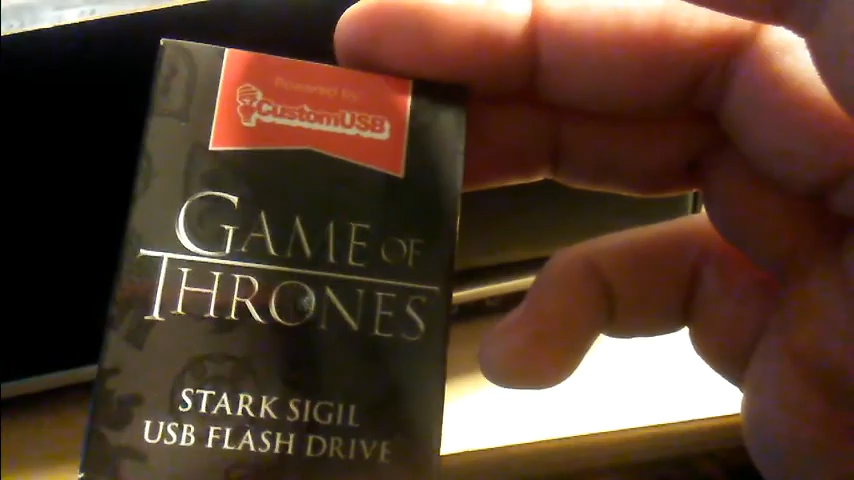 Powered by
CustomUSB
GAME OF
THRONES
STARK SIGIL
USB FLASH DRIVE